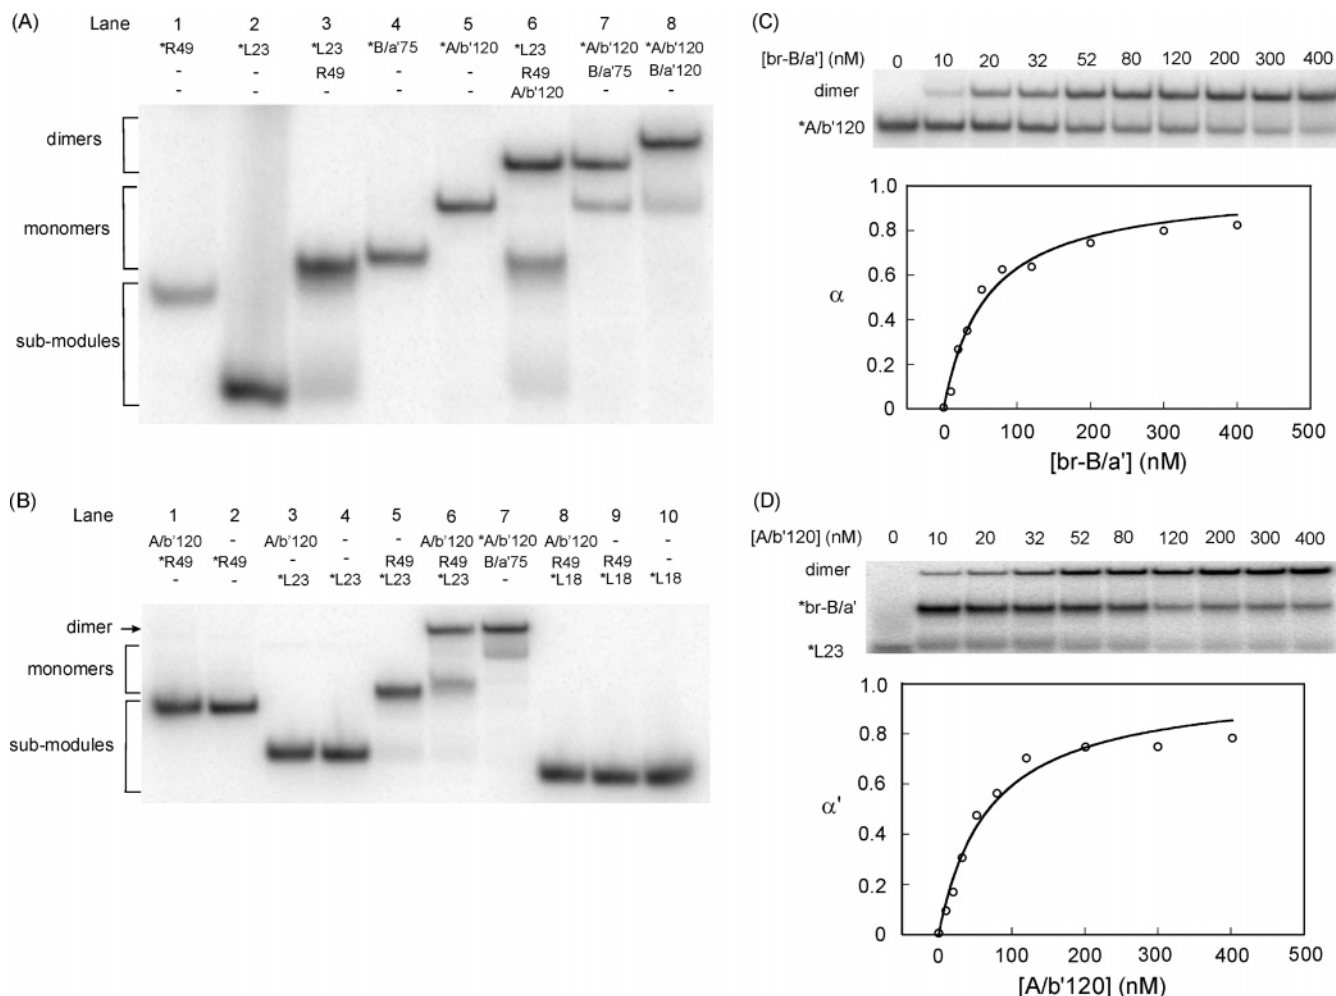 (A)
Lane 1 2 3 4 5 6 7 8
*R49 *L23 *L23 *B/a'75 *A/b'120 *L23 *A/b'120 *A/b'120
- - R49 - - R49 B/a'75 B/a'120
- - - - - A/b'120 - -
dimers
monomers
sub-modules
(B)
Lane 1 2 3 4 5 6 7 8 9 10
A/b'120 - A/b'120 - - A/b'120 *A/b'120 A/b'120 - -
*R49 *R49 - - R49 R49 B/a'75 R49 R49 -
- - *L23 *L23 *L23 *L23 - *L18 *L18 *L18
dimer
monomers
sub-modules
(C)
[br-B/a'] (nM) 0 10 20 32 52 80 120 200 300 400
dimer
*A/b'120
1.0
0.8
0.6
α
0.4
0.2
0
0 100 200 300 400 500
[br-B/a'] (nM)
(D)
[A/b'120] (nM) 0 10 20 32 52 80 120 200 300 400
dimer
*br-B/a'
*L23
1.0
0.8
0.6
α'
0.4
0.2
0
0 100 200 300 400 500
[A/b'120] (nM)